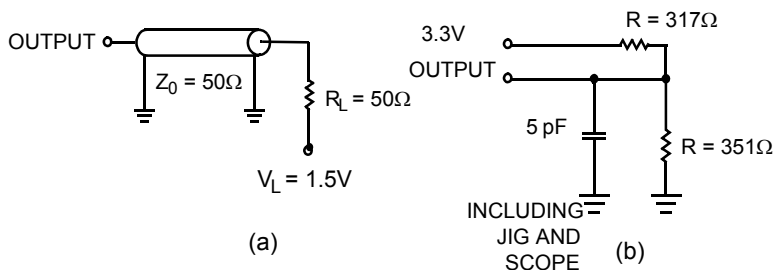 OUTPUT
Z0 = 50Ω
RL = 50Ω
VL = 1.5V
(a)
R = 317Ω
3.3V
OUTPUT
5 pF
R = 351Ω
INCLUDING
JIG AND
SCOPE
(b)